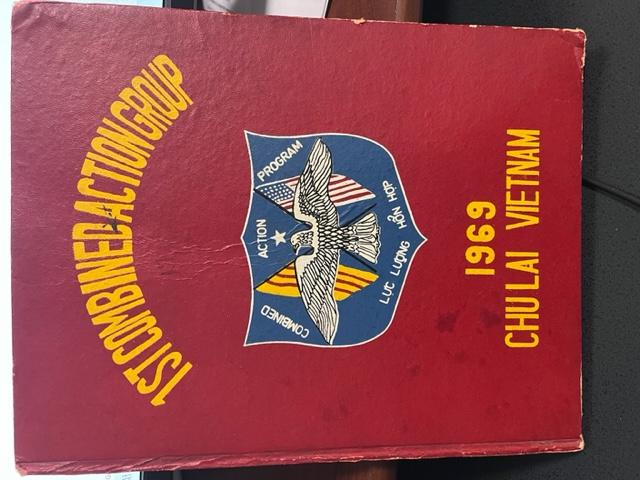 1ST COMBINED ACTION GROUP
COMBINED ACTION PROGRAM
LỰC LƯỢNG HỖN HỢP
1969
CHU LAI VIETNAM